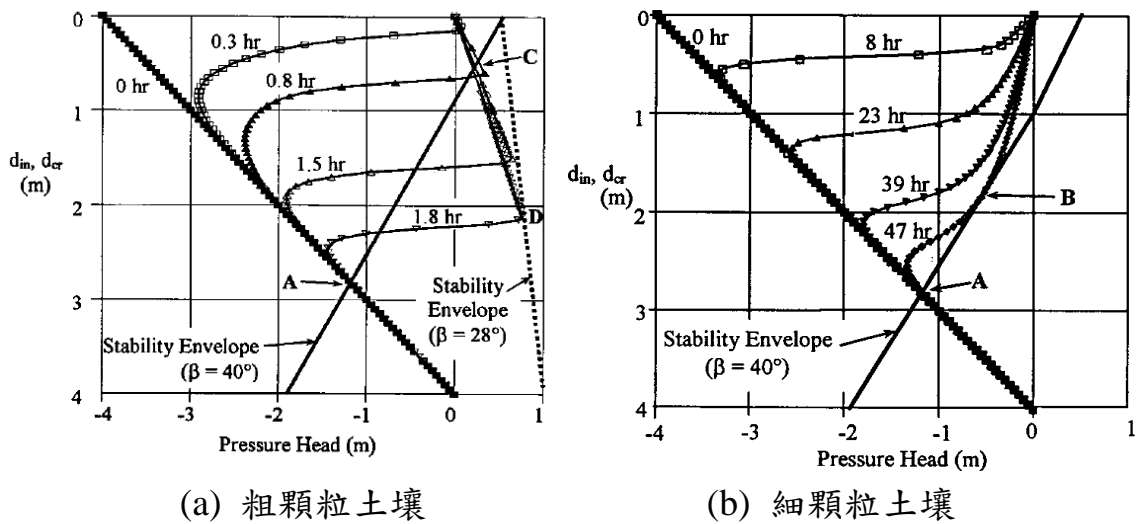 0
1
2
3
4
d_in, d_cr
(m)
-4
-3
-2
-1
0
1
Pressure Head (m)
0 hr
0.3 hr
0.8 hr
1.5 hr
1.8 hr
A
C
D
Stability Envelope
(β = 40°)
Stability
Envelope
(β = 28°)
(a) 粗顆粒土壤
0
1
2
3
4
d_in, d_cr
(m)
-4
-3
-2
-1
0
1
Pressure Head (m)
0 hr
8 hr
23 hr
39 hr
47 hr
B
A
Stability Envelope
(β = 40°)
(b) 細顆粒土壤